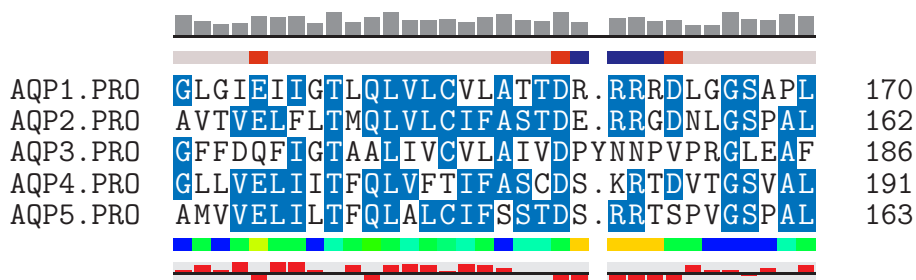 AQP1.PRO GLGIEIIGTLQLVLCVLATTDR.RRRDLGGSAPL 170
AQP2.PRO AVTVELFLTMQLVLCIFASTDE.RRGDNLGSPAL 162
AQP3.PRO GFFDQFIGTAALIVCVLAIVDPYNNPVPRGLEAF 186
AQP4.PRO GLLVELIITFQLVFTIFASCDS.KRTDVTGSVAL 191
AQP5.PRO AMVVELILTFQLALCIFSSTDS.RRTSPVGSPAL 163